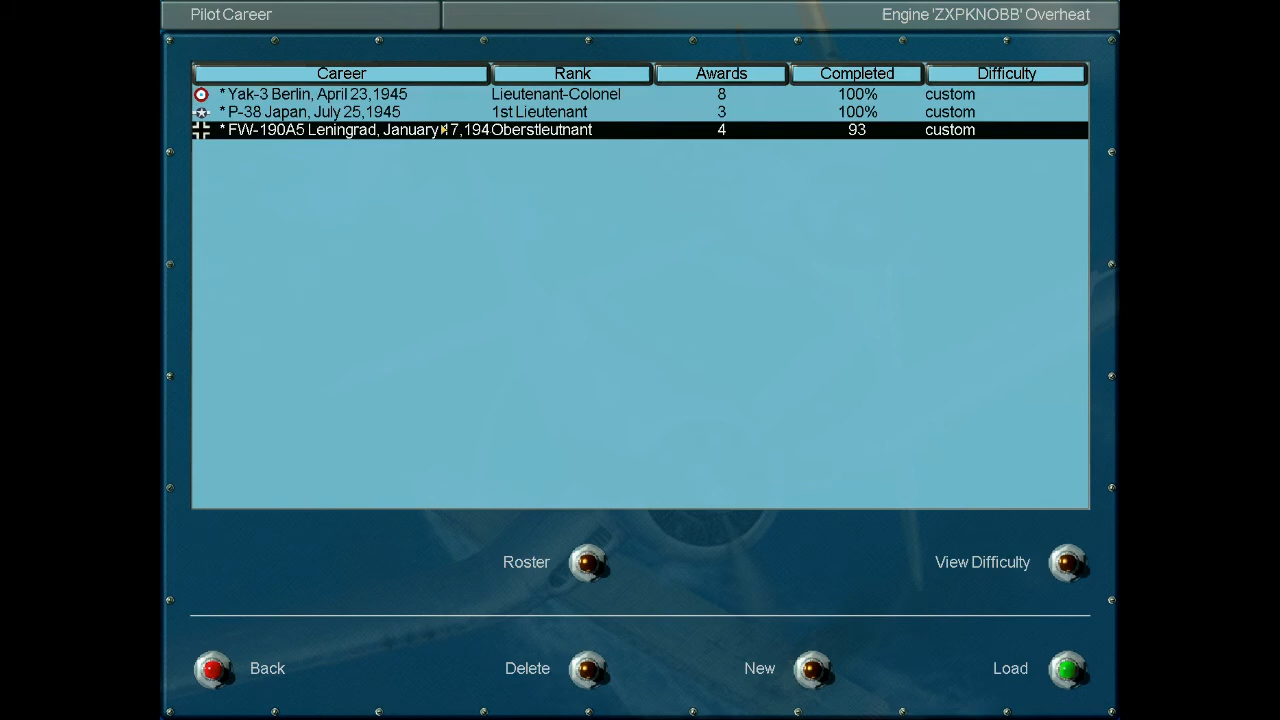 Pilot Career
Engine 'ZXPKNOBB' Overheat
Career Rank Awards Completed Difficulty
* Yak-3 Berlin, April 23,1945 Lieutenant-Colonel 8 100% custom
* P-38 Japan, July 25,1945 1st Lieutenant 3 100% custom
* FW-190A5 Leningrad, January 17,194 Oberstleutnant 4 93 custom
Roster
View Difficulty
Back
Delete
New
Load